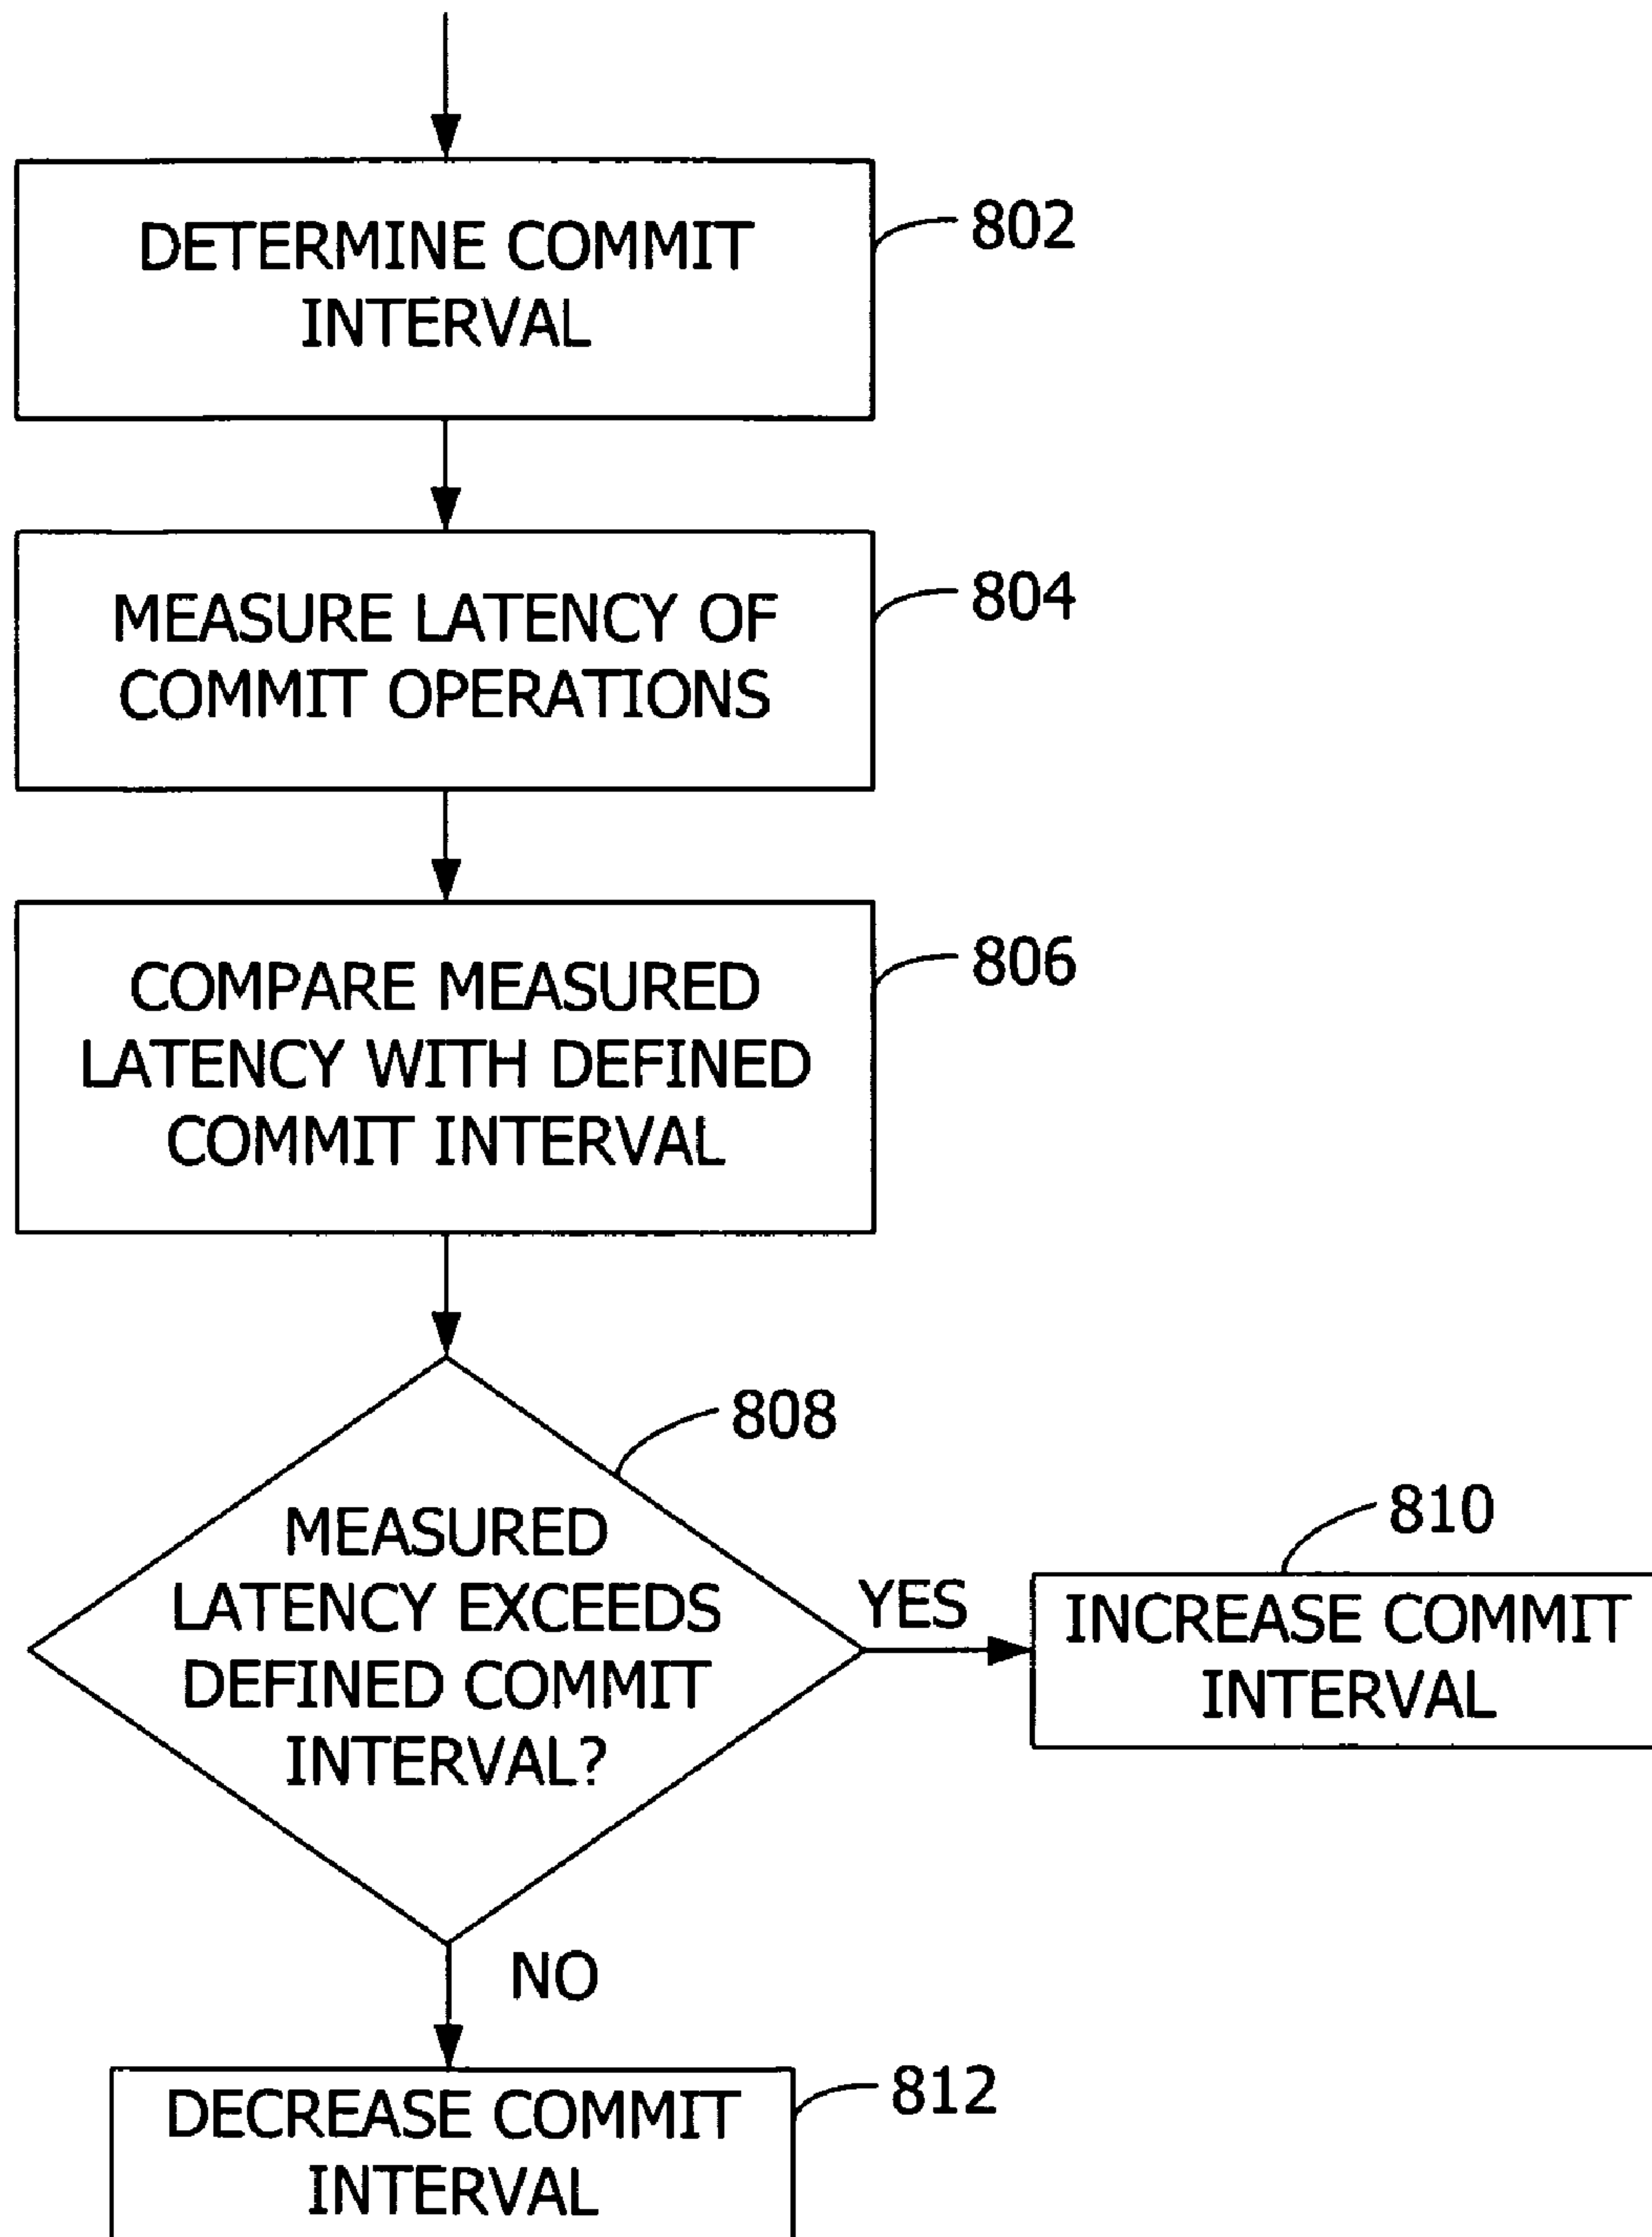 DETERMINE COMMIT
INTERVAL
802
MEASURE LATENCY OF
COMMIT OPERATIONS
804
COMPARE MEASURED
LATENCY WITH DEFINED
COMMIT INTERVAL
806
MEASURED
LATENCY EXCEEDS
DEFINED COMMIT
INTERVAL?
808
YES
INCREASE COMMIT
INTERVAL
810
NO
DECREASE COMMIT
INTERVAL
812